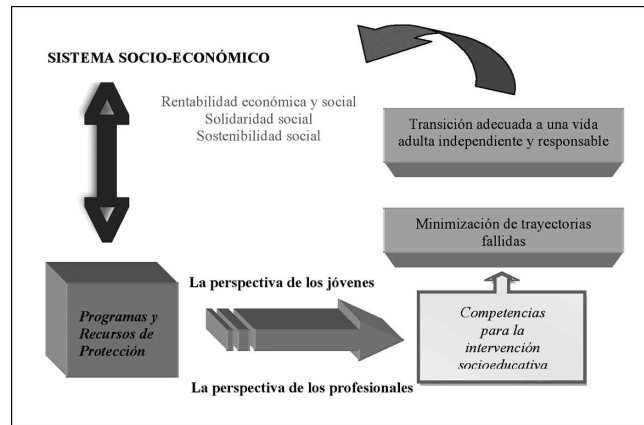 SISTEMA SOCIO-ECONÓMICO
Rentabilidad económica y social
Solidaridad social
Sostenibilidad social
Transición adecuada a una vida
adulta independiente y responsable
Minimización de trayectorias
fallidas
La perspectiva de los jóvenes
Programas y
Recursos de
Protección
Competencias
para la
intervención
socioeducativa
La perspectiva de los profesionales